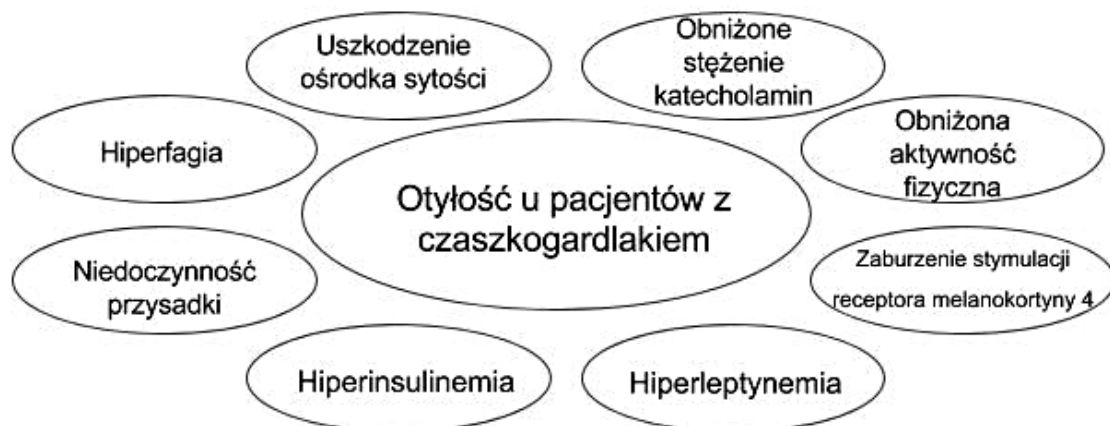 Uszkodzenie
ośrodka sytości
Obniżone
stężenie
katecholamin
Hiperfagia
Obniżona
aktywność
fizyczna
Otyłość u pacjentów z
czaszkogardlakiem
Niedoczynność
przysadki
Zaburzenie stymulacji
receptora melanokortyny 4
Hiperinsulinemia
Hiperleptynemia